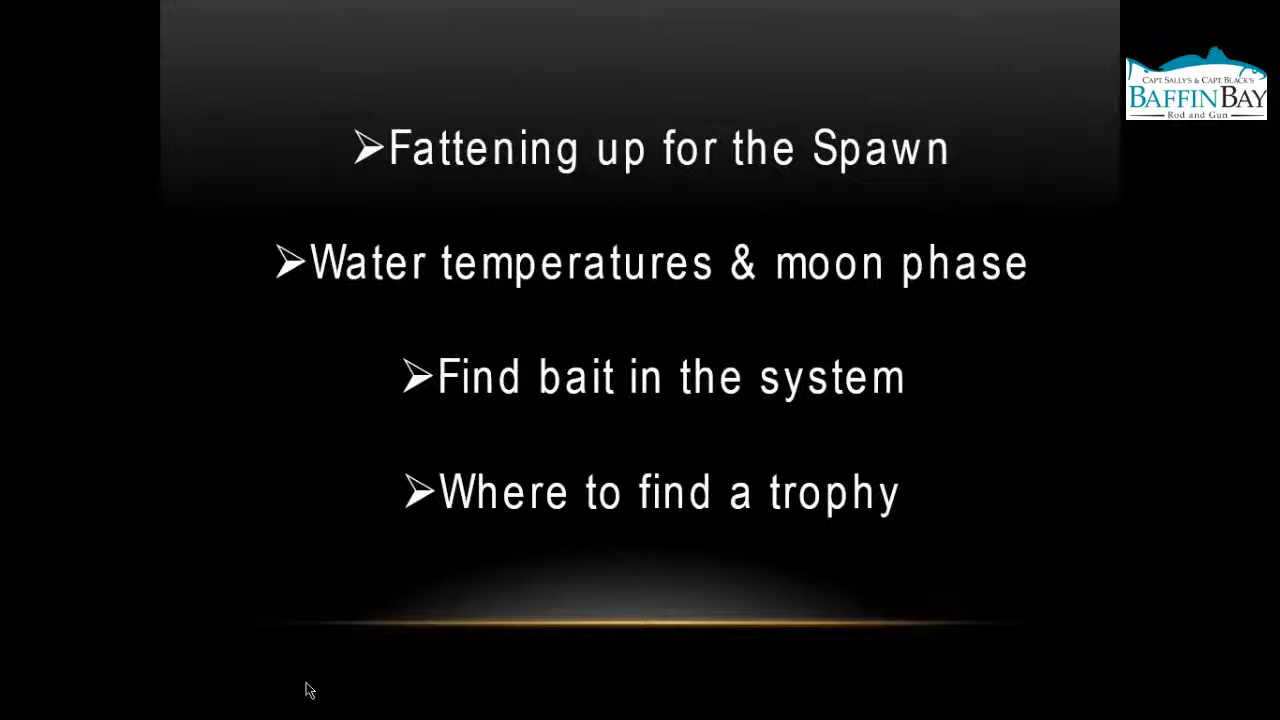 CAPT. SALLY'S & CAPT. BLACK'S
BAFFIN BAY
Rod and Gun
➢Fattening up for the Spawn
➢Water temperatures & moon phase
➢Find bait in the system
➢Where to find a trophy